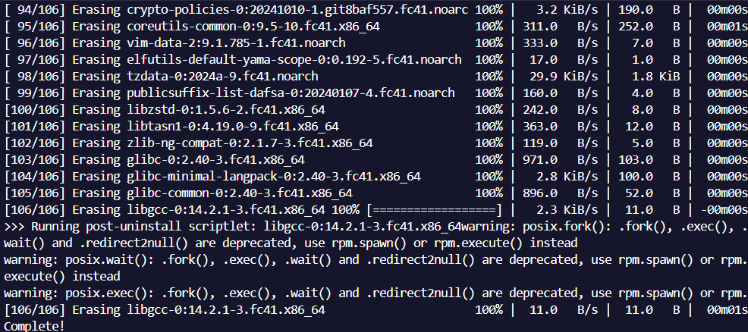 [ 94/106] Erasing crypto-policies-0:20241010-1.git8baf557.fc41.noarc 100% |   3.2 KiB/s | 190.0   B |  00m00s
[ 95/106] Erasing coreutils-common-0:9.5-10.fc41.x86_64              100% | 311.0   B/s | 252.0   B |  00m01s
[ 96/106] Erasing vim-data-2:9.1.785-1.fc41.noarch                   100% | 333.0   B/s |   7.0   B |  00m00s
[ 97/106] Erasing elfutils-default-yama-scope-0:0.192-5.fc41.noarch  100% |  17.0   B/s |   1.0   B |  00m00s
[ 98/106] Erasing tzdata-0:2024a-9.fc41.noarch                       100% |  29.9 KiB/s |   1.8 KiB |  00m00s
[ 99/106] Erasing publicsuffix-list-dafsa-0:20240107-4.fc41.noarch   100% | 160.0   B/s |   4.0   B |  00m00s
[100/106] Erasing libzstd-0:1.5.6-2.fc41.x86_64                      100% | 242.0   B/s |   8.0   B |  00m00s
[101/106] Erasing libtasn1-0:4.19.0-9.fc41.x86_64                    100% | 363.0   B/s |  12.0   B |  00m00s
[102/106] Erasing zlib-ng-compat-0:2.1.7-3.fc41.x86_64               100% | 119.0   B/s |   5.0   B |  00m00s
[103/106] Erasing glibc-0:2.40-3.fc41.x86_64                         100% | 971.0   B/s | 103.0   B |  00m00s
[104/106] Erasing glibc-minimal-langpack-0:2.40-3.fc41.x86_64        100% |   2.8 KiB/s | 100.0   B |  00m00s
[105/106] Erasing glibc-common-0:2.40-3.fc41.x86_64                  100% | 896.0   B/s |  52.0   B |  00m00s
[106/106] Erasing libgcc-0:14.2.1-3.fc41.x86_64 100% [==================] |   2.3 KiB/s |  11.0   B | -00m00s
>>> Running post-uninstall scriptlet: libgcc-0:14.2.1-3.fc41.x86_64warning: posix.fork(): .fork(), .exec(), .
wait() and .redirect2null() are deprecated, use rpm.spawn() or rpm.execute() instead
warning: posix.wait(): .fork(), .exec(), .wait() and .redirect2null() are deprecated, use rpm.spawn() or rpm.
execute() instead
warning: posix.exec(): .fork(), .exec(), .wait() and .redirect2null() are deprecated, use rpm.spawn() or rpm.
[106/106] Erasing libgcc-0:14.2.1-3.fc41.x86_64                      100% |  11.0   B/s |  11.0   B |  00m01s
Complete!